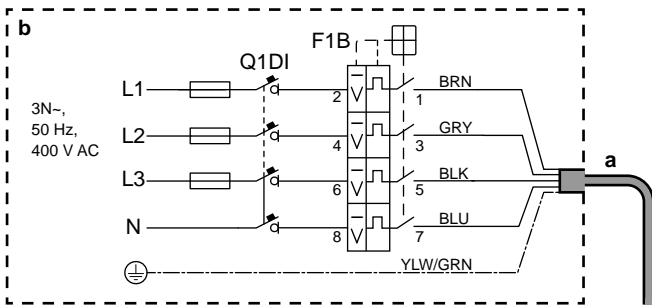 b
F1B
Q1DI
3N~,
50 Hz,
400 V AC
L1
2
1
BRN
L2
4
3
GRY
L3
6
5
BLK
N
8
7
BLU
YLW/GRN
a